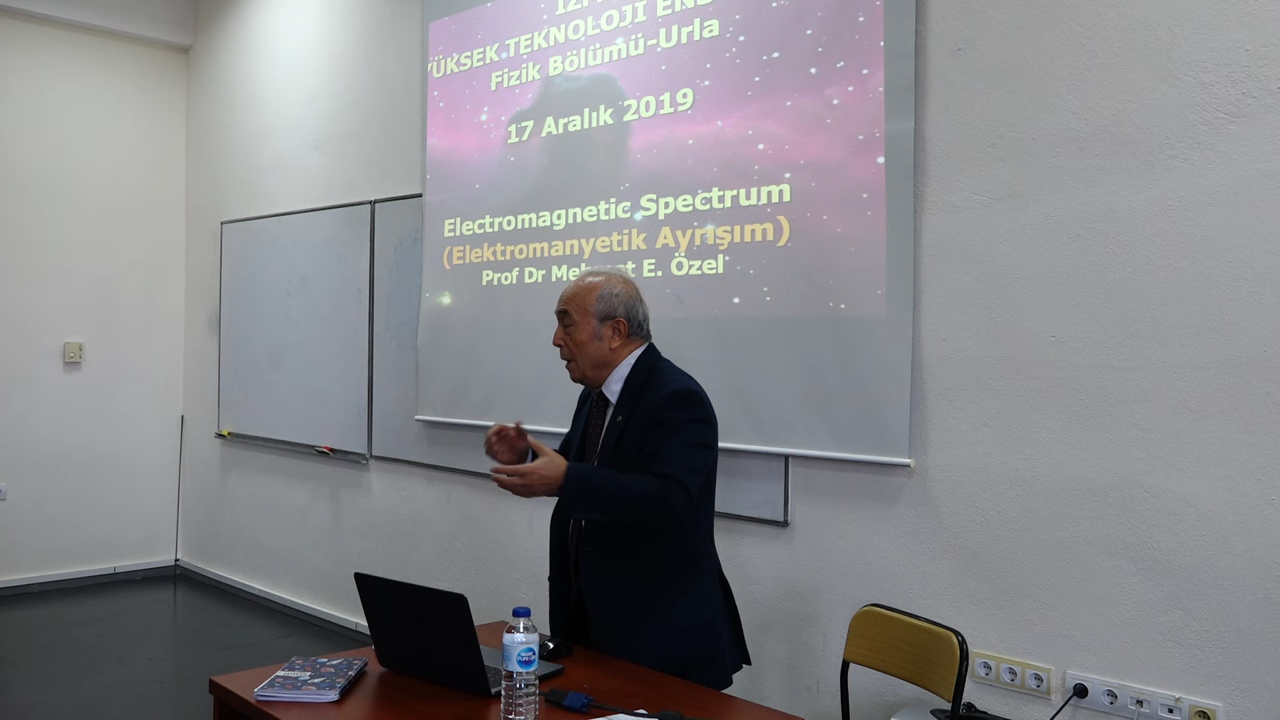 YÜKSEK TEKNOLOJİ
Fizik Bölümü-Urla
17 Aralık 2019
Electromagnetic Spectrum
(Elektromanyetik Ayrışım)
Prof Dr E. Özel